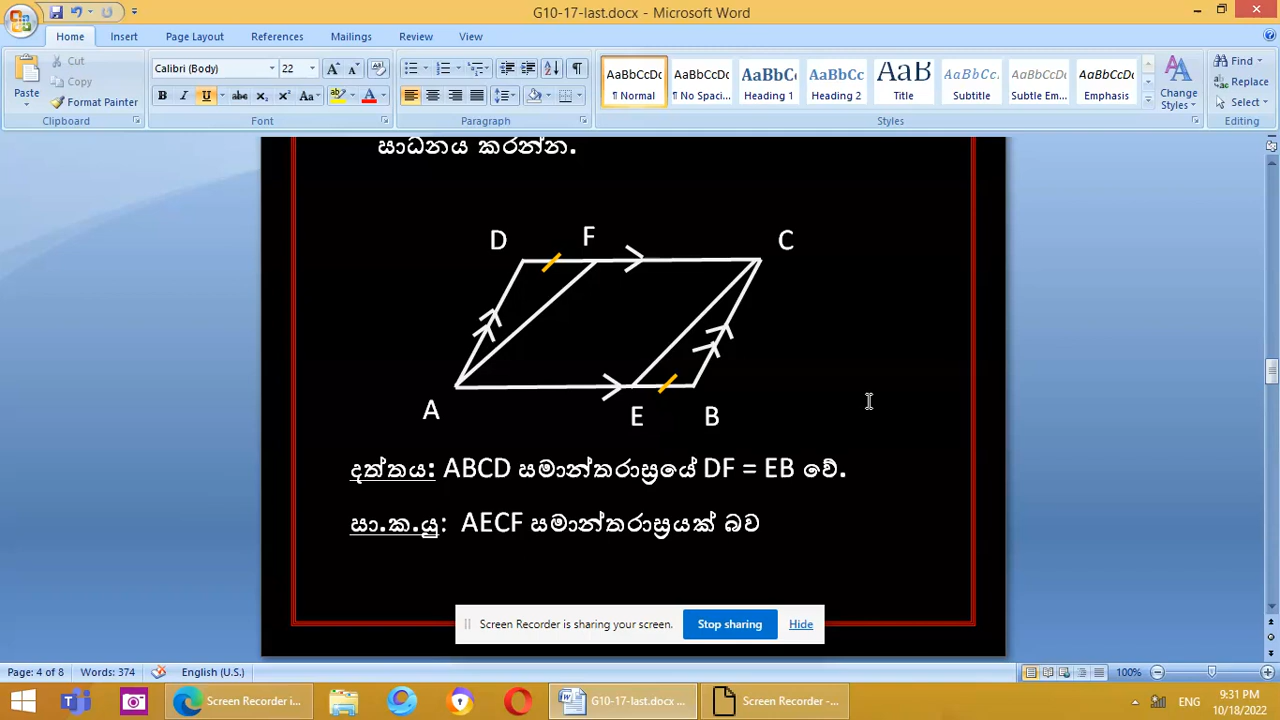 G10-17-last.docx - Microsoft Word
Home Insert Page Layout References Mailings Review View
Paste
Cut
Copy
Format Painter
Clipboard
Calibri (Body) 22
Font
Paragraph
AaBbCcDc AaBbCcDc AaBbCc AaBbCc AaB AaBbCc AaBbCcDc AaBbCcDc
¶ Normal ¶ No Spaci... Heading 1 Heading 2 Title Subtitle Subtle Em... Emphasis
Change Styles
Styles
Find
Replace
Select
Editing
සාධනය කරන්න.
D F C
A E B
දත්තය: ABCD සමාන්තරාස්‍රයේ DF = EB වේ.
සා.ක.යු: AECF සමාන්තරාස්‍රයක් බව
Screen Recorder is sharing your screen. Stop sharing Hide
Page: 4 of 8 Words: 374 English (U.S.) 100%
Screen Recorder i... G10-17-last.docx ... Screen Recorder -... ENG
9:31 PM
10/18/2022